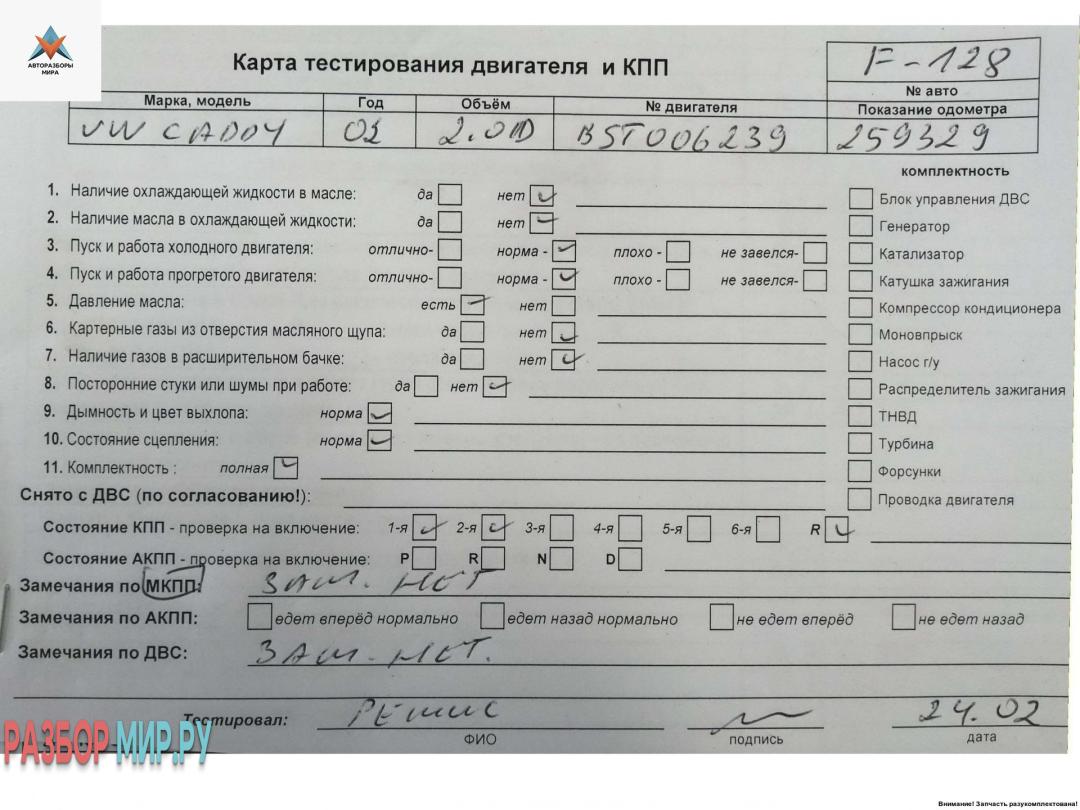 АВТОРАЗБОРЫ
МИРА
Карта тестирования двигателя и КПП
F-128
№ авто
Марка, модель Год Объём № двигателя Показание одометра
VW CADDY 02 2.0 BST006239 259329
комплектность
1. Наличие охлаждающей жидкости в масле: да нет Блок управления ДВС
2. Наличие масла в охлаждающей жидкости: да нет Генератор
3. Пуск и работа холодного двигателя: отлично- норма - плохо - не завелся- Катализатор
4. Пуск и работа прогретого двигателя: отлично- норма - плохо - не завелся- Катушка зажигания
5. Давление масла: есть нет Компрессор кондиционера
6. Картерные газы из отверстия масляного щупа: да нет Моновпрыск
7. Наличие газов в расширительном бачке: да нет Насос г/у
8. Посторонние стуки или шумы при работе: да нет Распределитель зажигания
9. Дымность и цвет выхлопа: норма ТНВД
10. Состояние сцепления: норма Турбина
11. Комплектность : полная Форсунки
Снято с ДВС (по согласованию!): Проводка двигателя
Состояние КПП - проверка на включение: 1-я 2-я 3-я 4-я 5-я 6-я R
Состояние АКПП - проверка на включение: P R N D
Замечания по МКПП: ЗАМ. НЕТ
Замечания по АКПП: едет вперёд нормально едет назад нормально не едет вперёд не едет назад
Замечания по ДВС: ЗАМ. НЕТ.
Тестировал: 24.02
ФИО подпись дата
РАЗБОРМИР.РУ
Внимание! Запчасть разукомплектована!